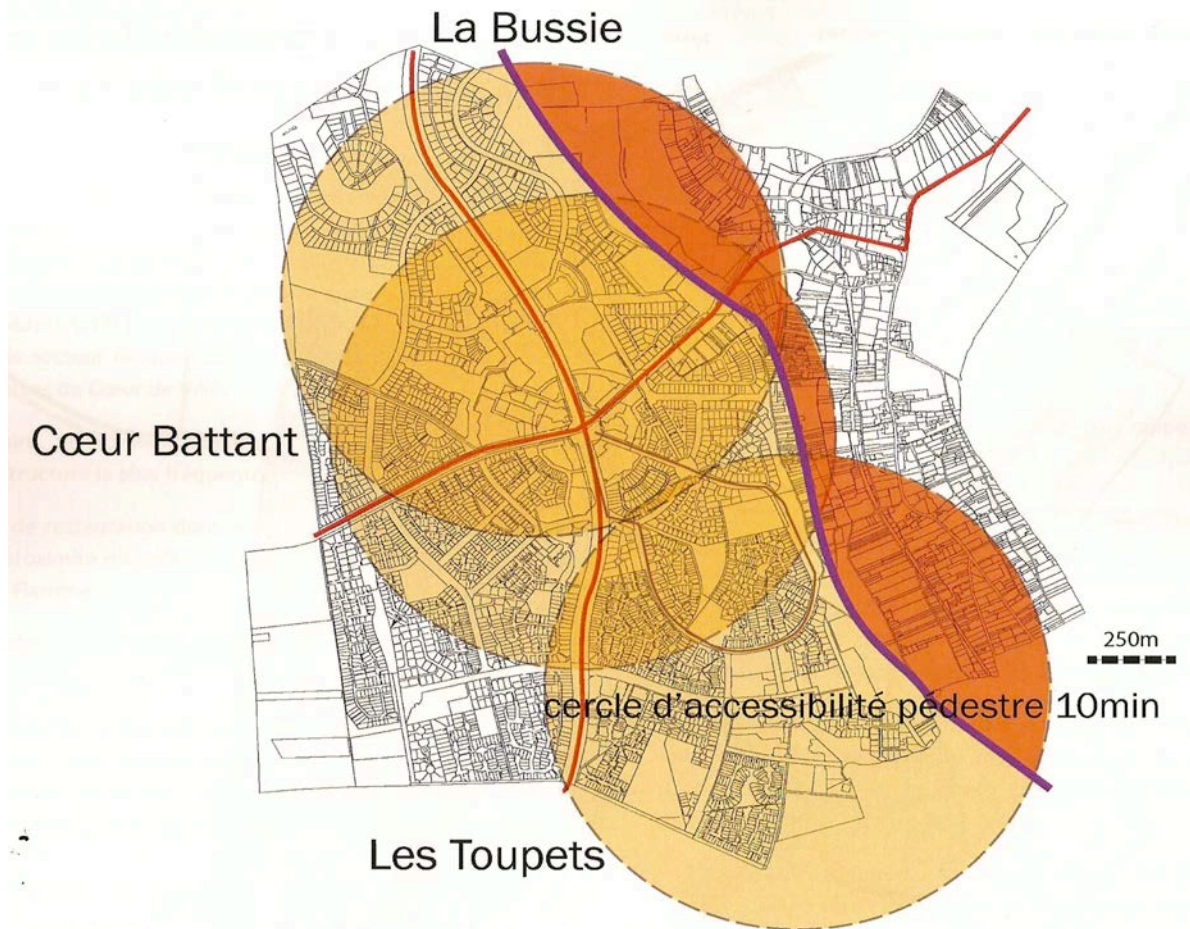 La Bussie
Cœur Battant
250m
cercle d'accessibilité pédestre 10min
Les Toupets